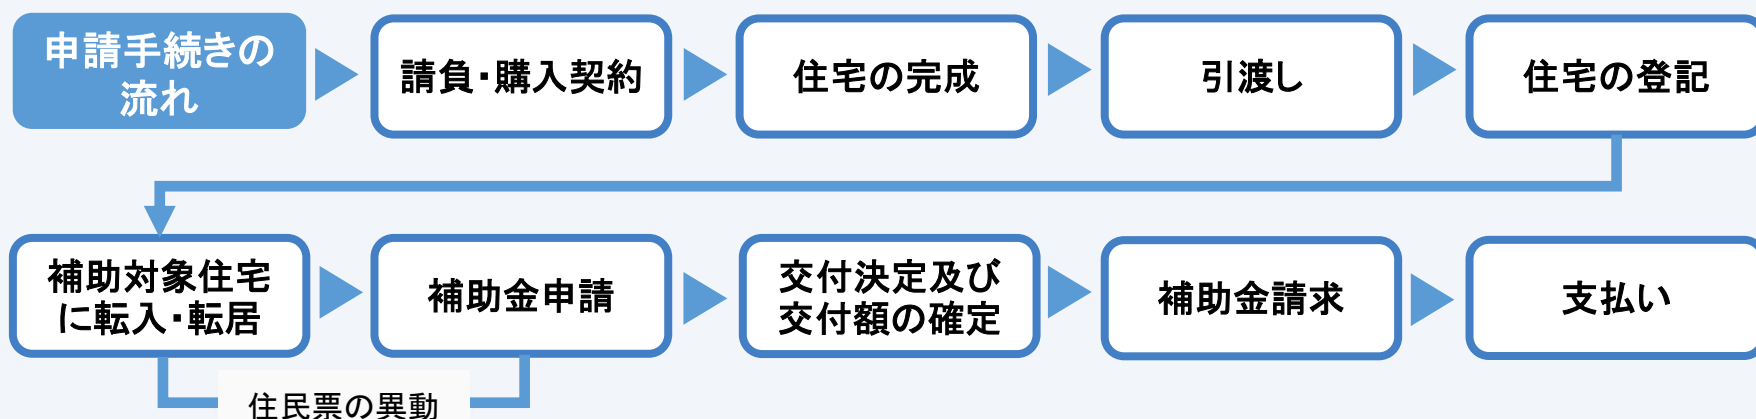 申請手続きの
流れ
請負・購入契約
住宅の完成
引渡し
住宅の登記
補助対象住宅
に転入・転居
補助金申請
交付決定及び
交付額の確定
補助金請求
支払い
住民票の異動